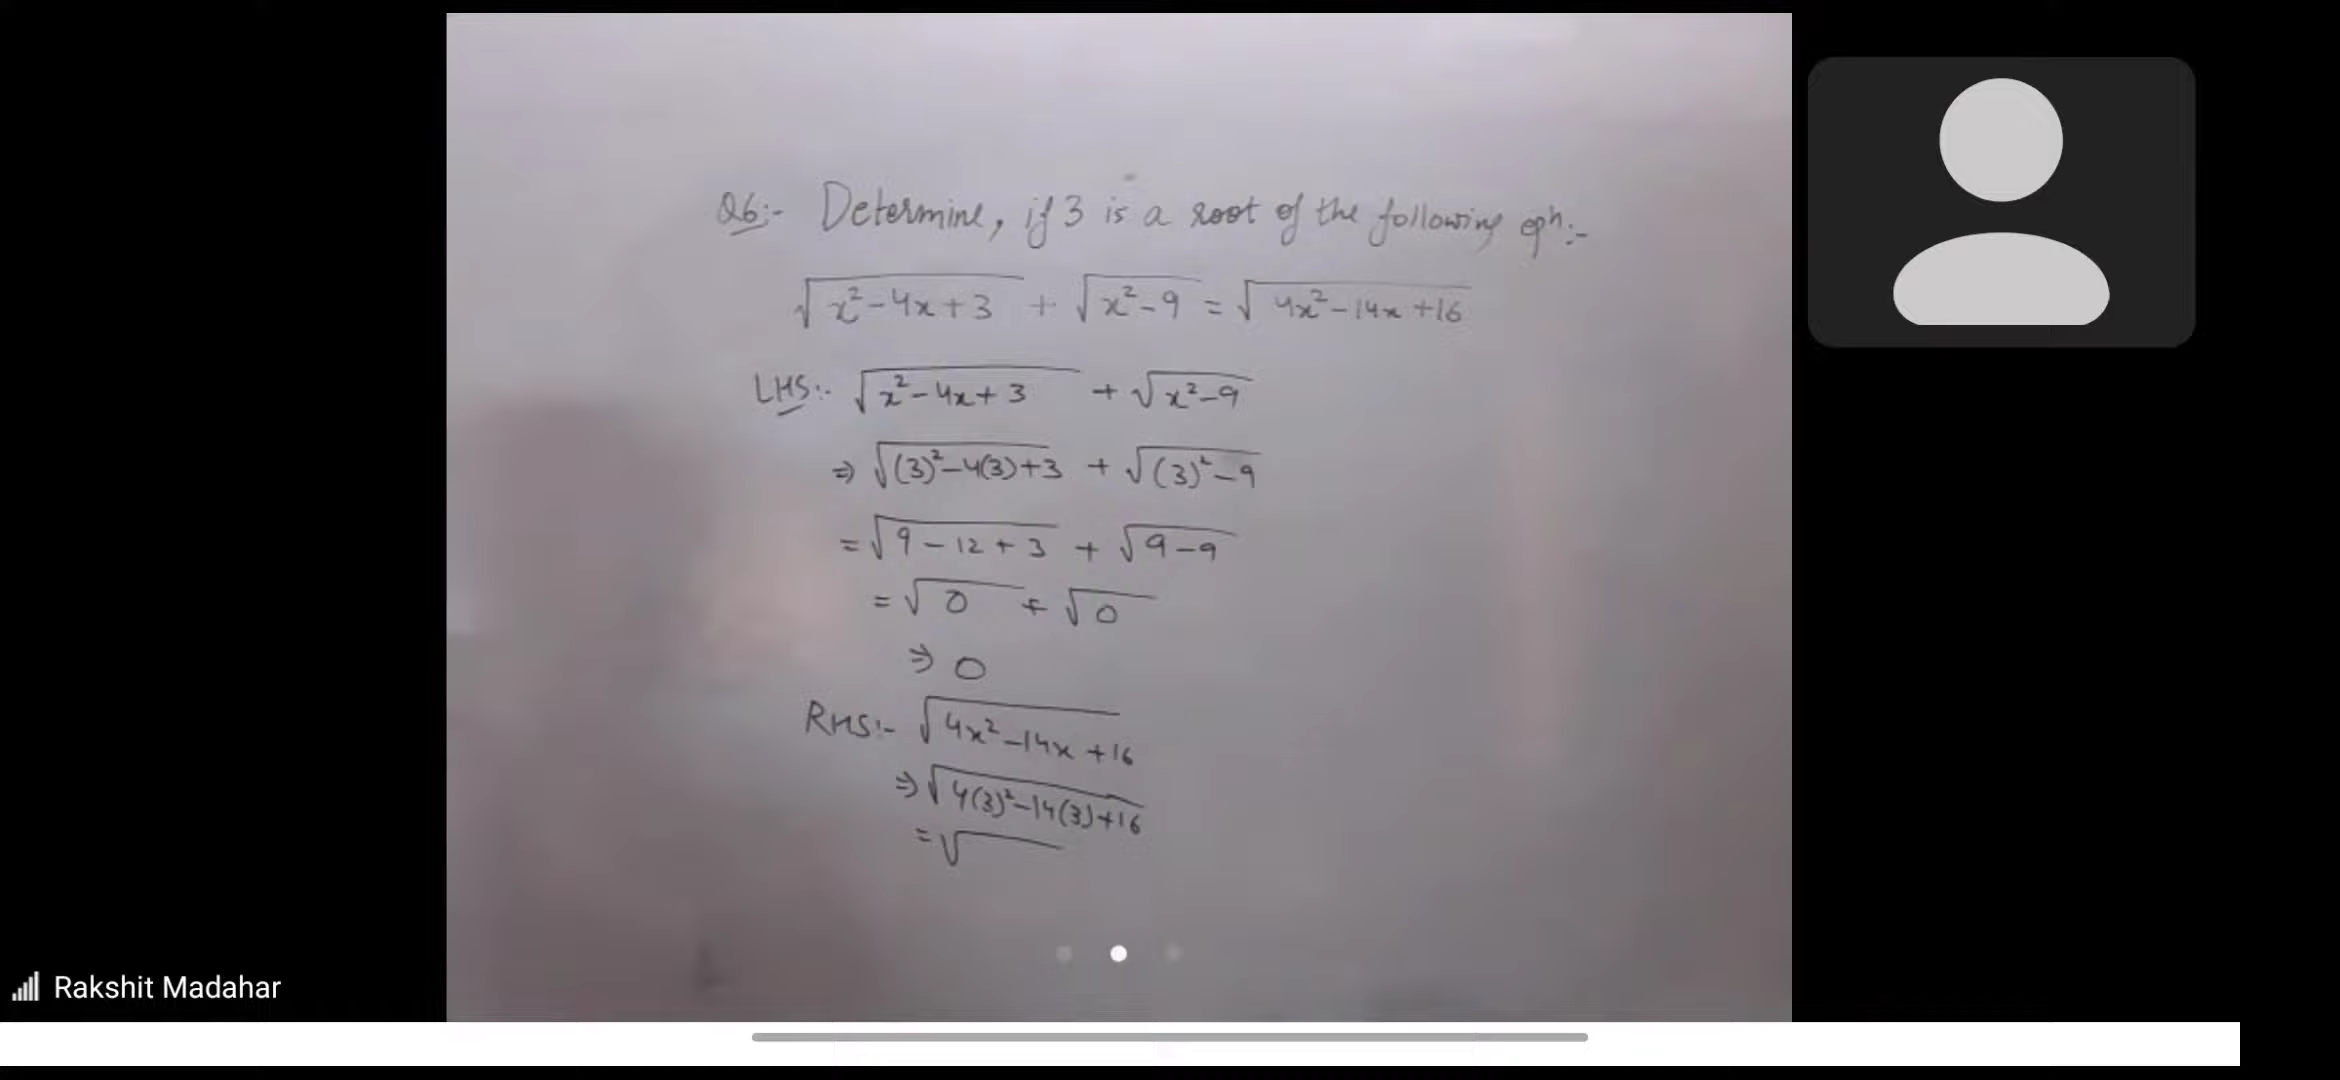 Q6:- Determine, if 3 is a root of the following eqn:-
√(x²-4x+3) + √(x²-9) = √(4x²-14x+16)
LHS:- √(x²-4x+3) + √(x²-9)
⇒ √((3)²-4(3)+3) + √((3)²-9)
= √(9-12+3) + √(9-9)
= √0 + √0
⇒ 0
RHS:- √(4x²-14x+16)
⇒ √(4(3)²-14(3)+16)
= √
Rakshit Madahar